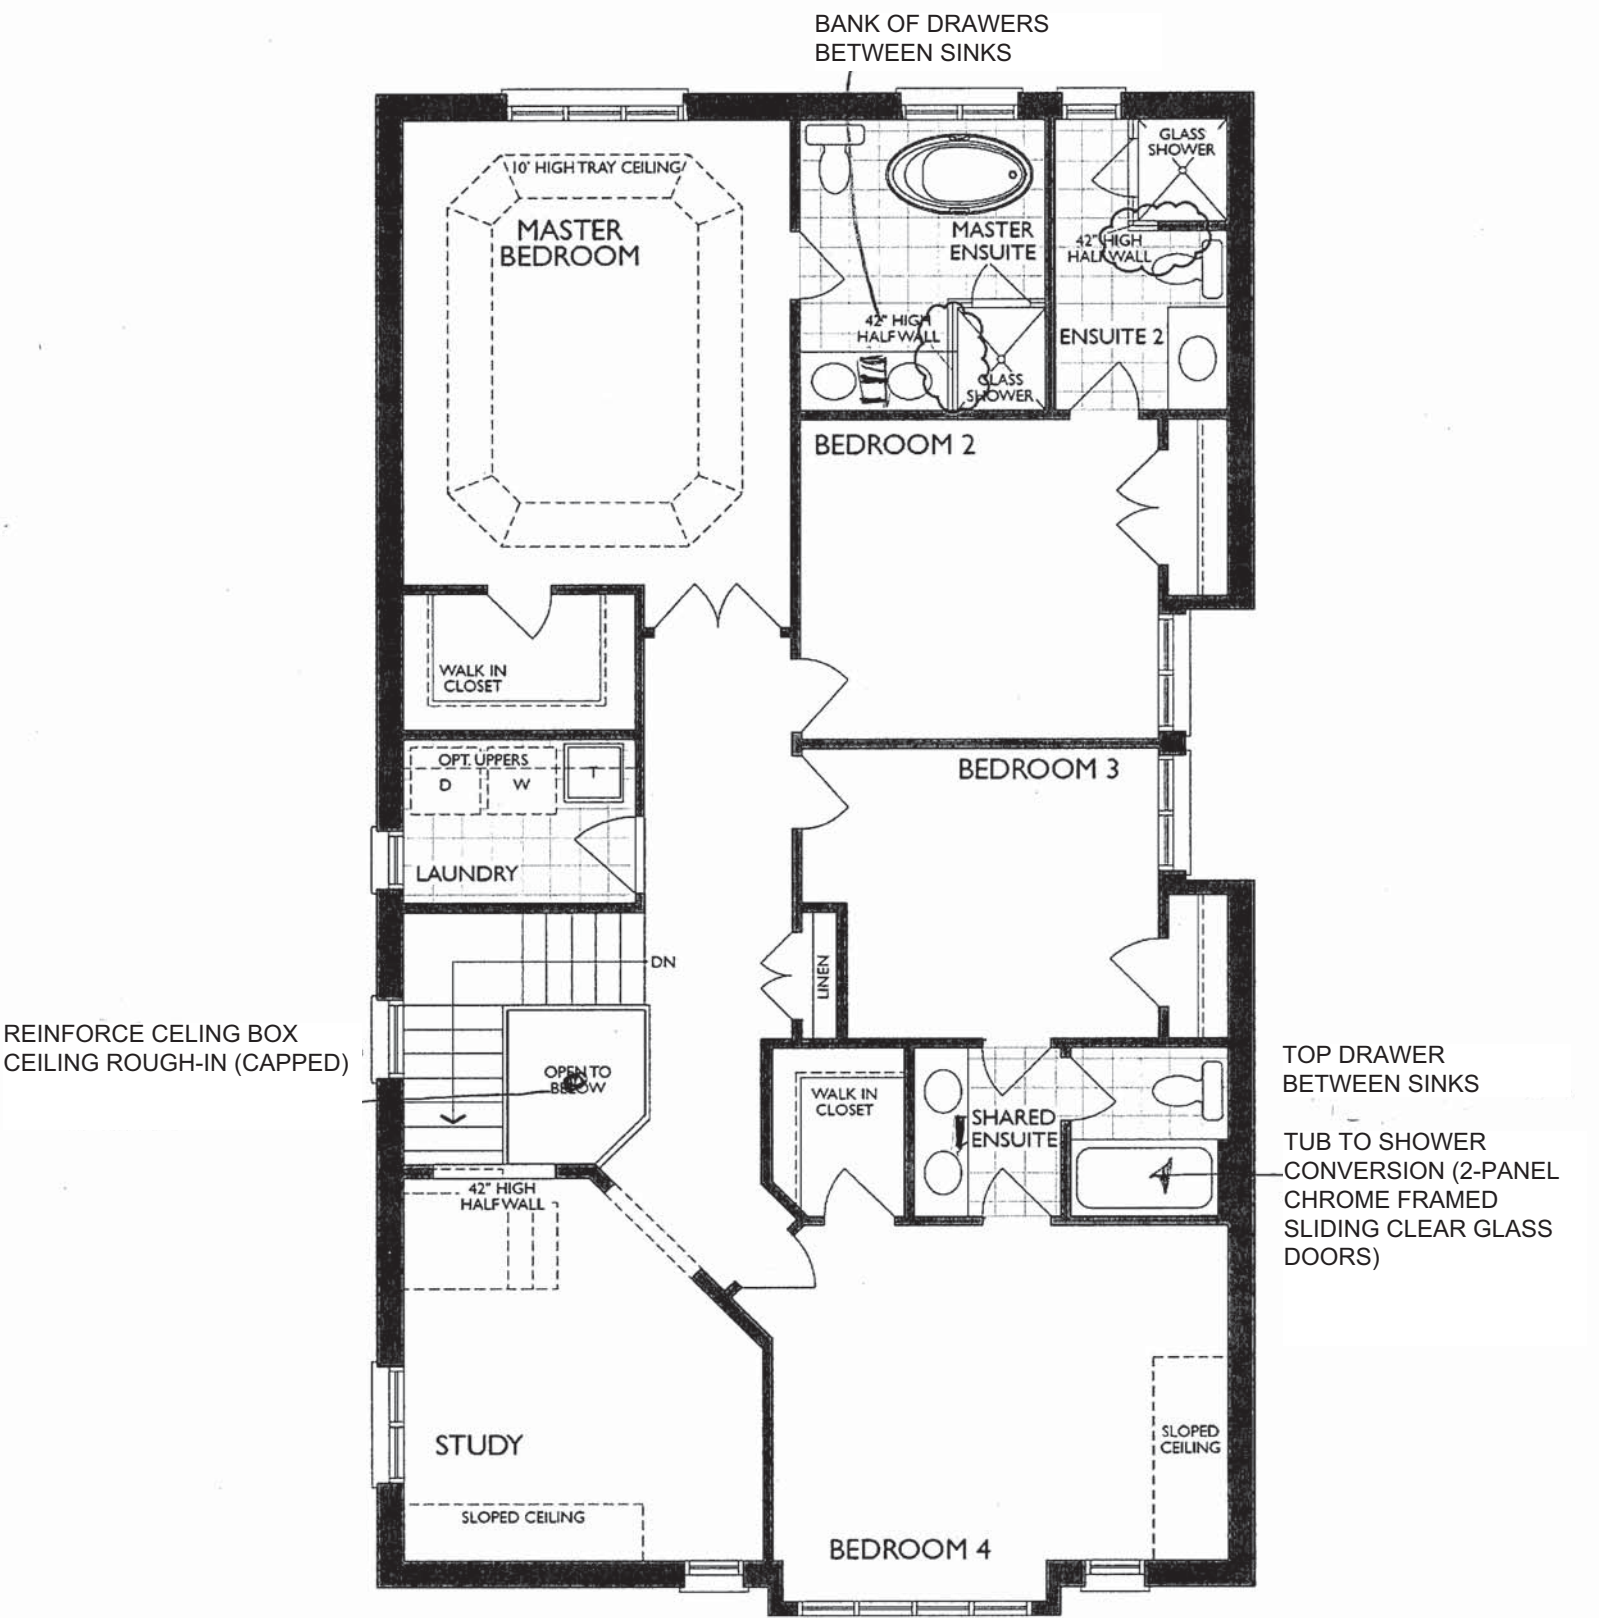 BANK OF DRAWERS
BETWEEN SINKS
10' HIGH TRAY CEILING
MASTER
BEDROOM
MASTER
ENSUITE
GLASS
SHOWER
42" HIGH
HALF WALL
42" HIGH
HALF WALL
ENSUITE 2
GLASS
SHOWER
BEDROOM 2
WALK IN
CLOSET
OPT. UPPERS
D
W
T
LAUNDRY
BEDROOM 3
DN
LINEN
REINFORCE CELING BOX
CEILING ROUGH-IN (CAPPED)
OPEN TO
BELOW
WALK IN
CLOSET
SHARED
ENSUITE
TOP DRAWER
BETWEEN SINKS
TUB TO SHOWER
CONVERSION (2-PANEL
CHROME FRAMED
SLIDING CLEAR GLASS
DOORS)
42" HIGH
HALF WALL
STUDY
SLOPED CEILING
SLOPED
CEILING
BEDROOM 4